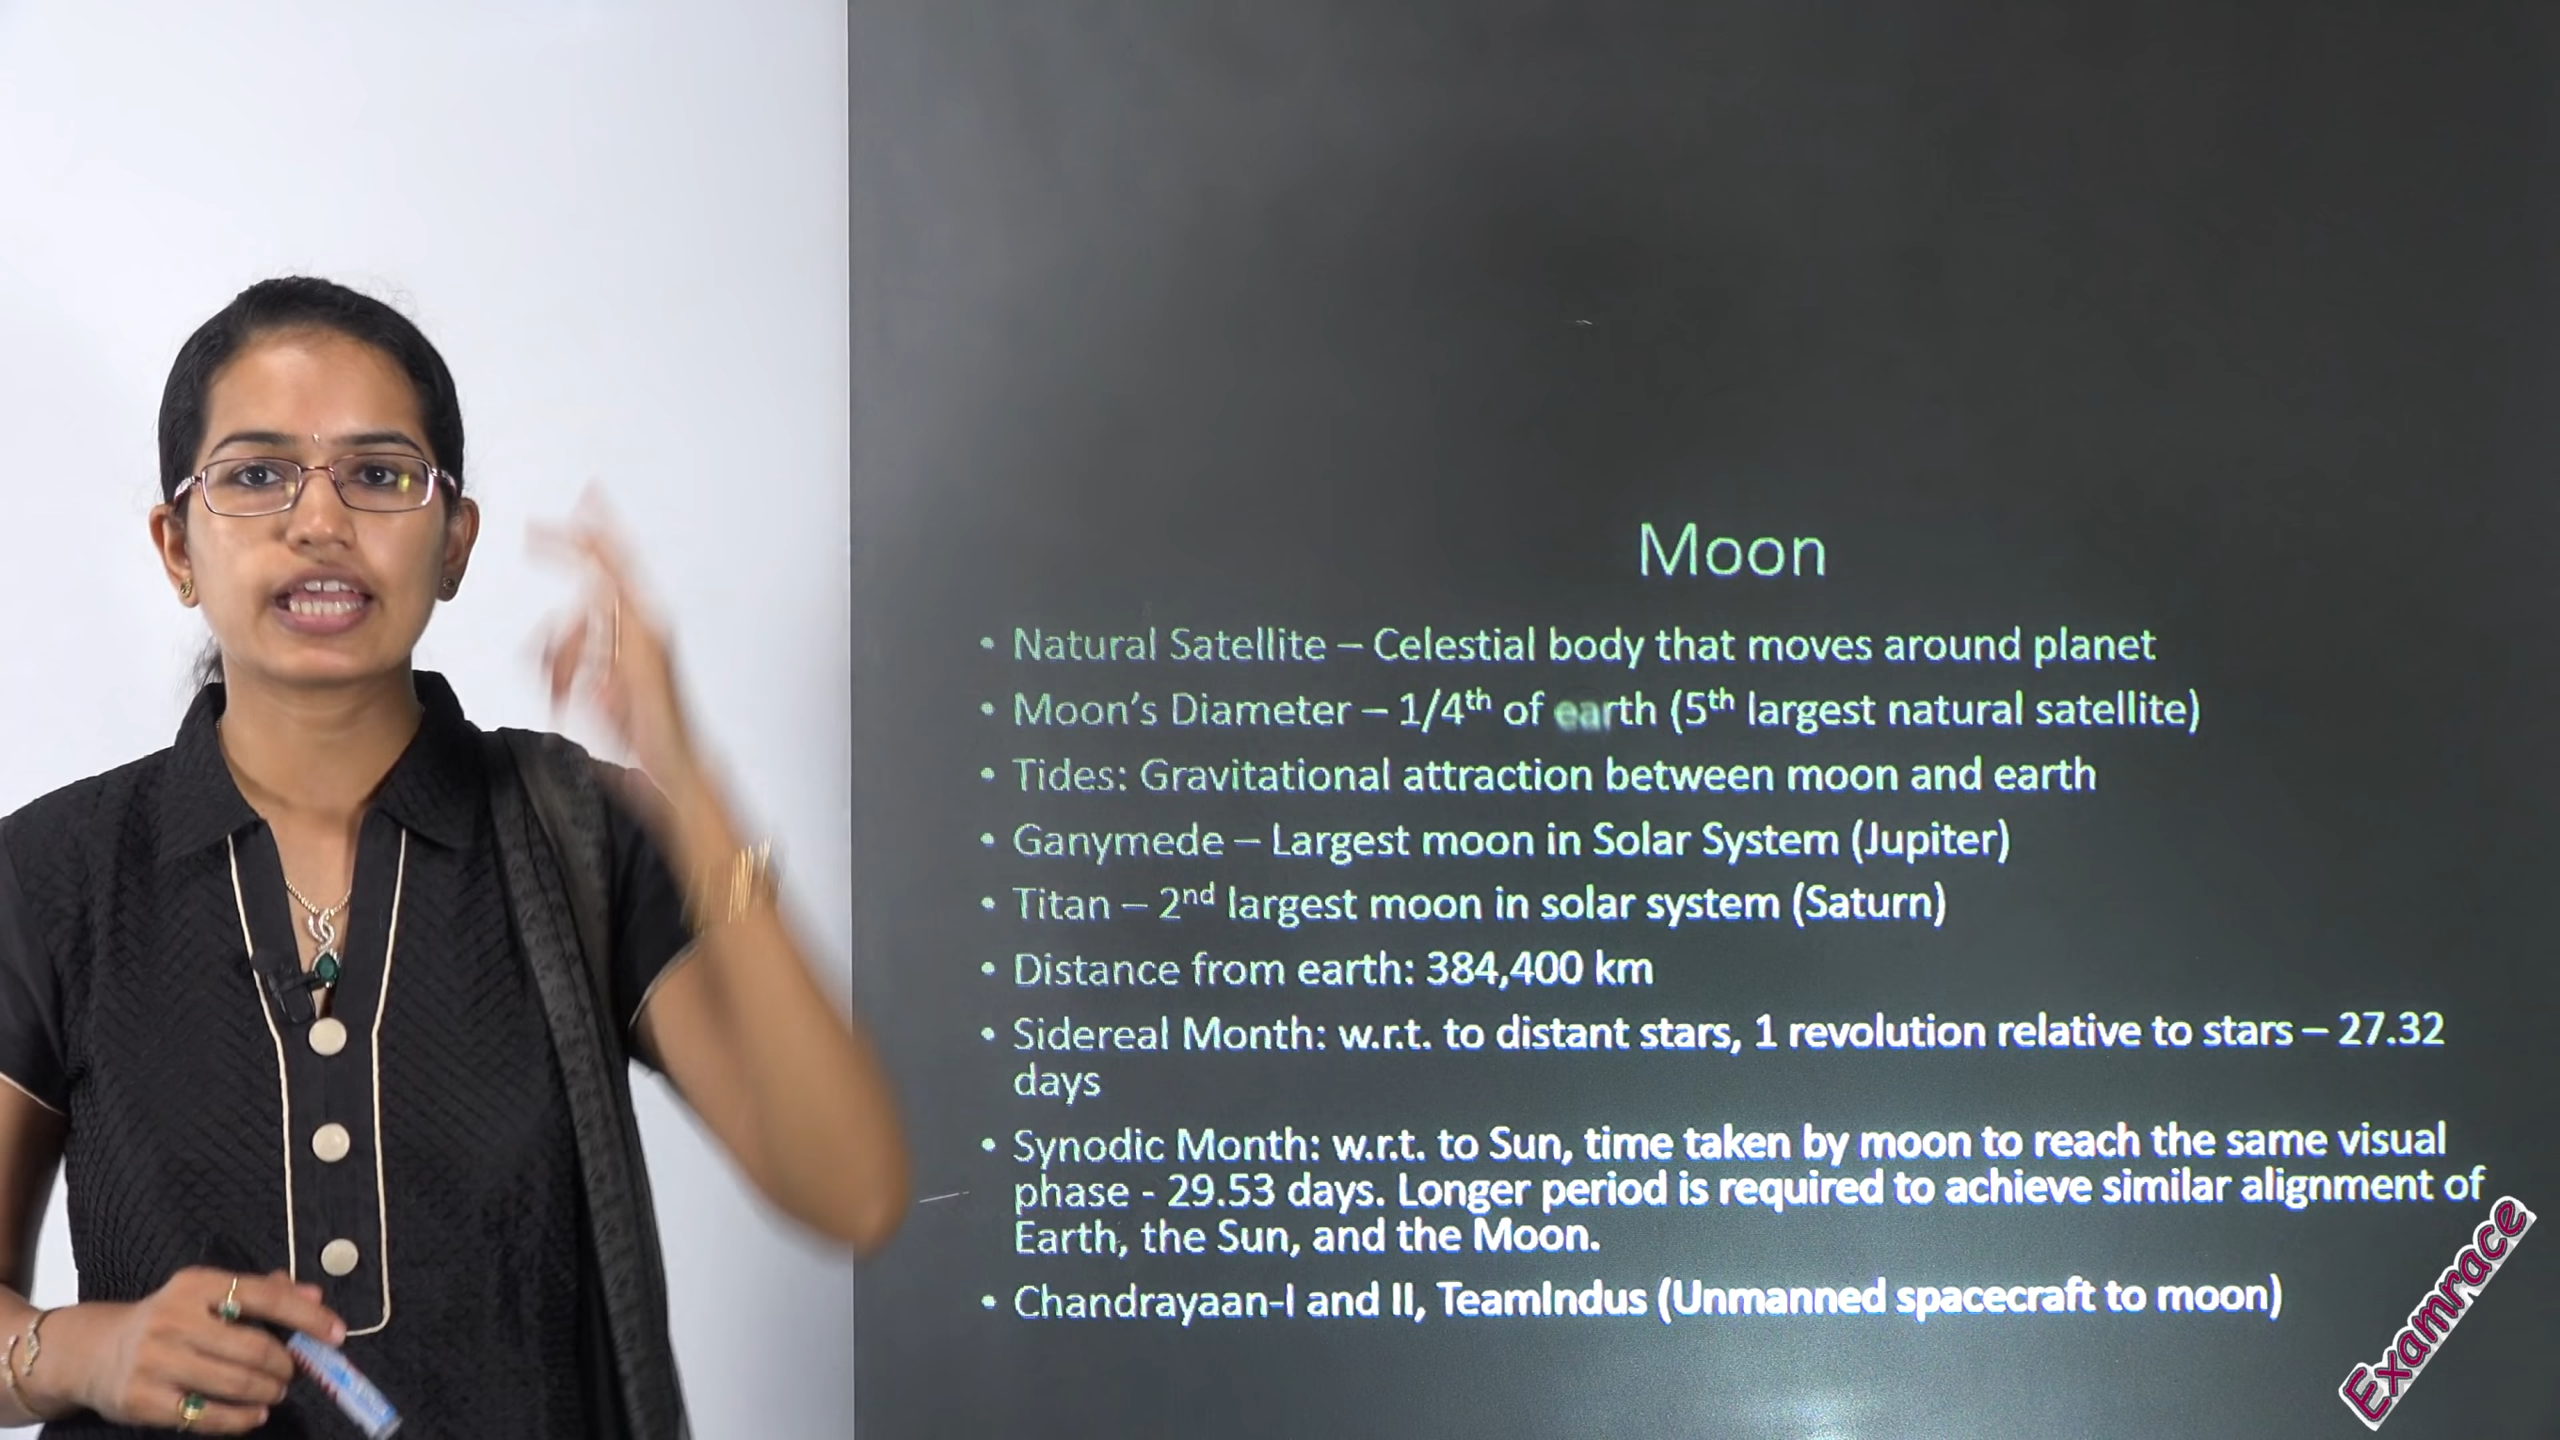 Moon
• Natural Satellite – Celestial body that moves around planet
• Moon's Diameter – 1/4th of earth (5th largest natural satellite)
• Tides: Gravitational attraction between moon and earth
• Ganymede – Largest moon in Solar System (Jupiter)
• Titan – 2nd largest moon in solar system (Saturn)
• Distance from earth: 384,400 km
• Sidereal Month: w.r.t. to distant stars, 1 revolution relative to stars – 27.32
days
• Synodic Month: w.r.t. to Sun, time taken by moon to reach the same visual
phase - 29.53 days. Longer period is required to achieve similar alignment of
Earth, the Sun, and the Moon.
• Chandrayaan-I and II, TeamIndus (Unmanned spacecraft to moon)
Examrace